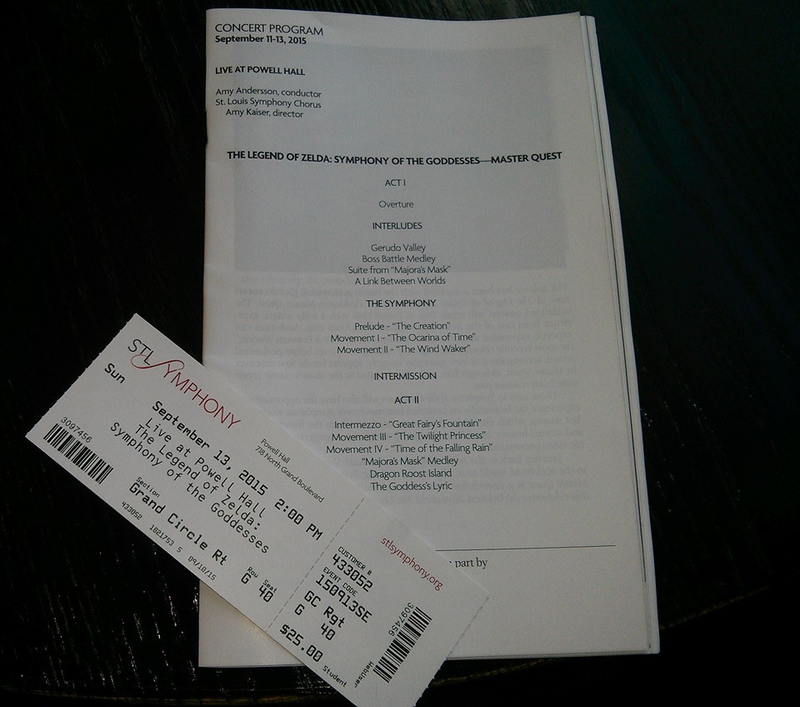 CONCERT PROGRAM
September 11-13, 2015
LIVE AT POWELL HALL
Amy Andersson, conductor
St. Louis Symphony Chorus
Amy Kaiser, director
THE LEGEND OF ZELDA: SYMPHONY OF THE GODDESSES—MASTER QUEST
ACT I
Overture
INTERLUDES
Gerudo Valley
Boss Battle Medley
Suite from "Majora's Mask"
A Link Between Worlds
THE SYMPHONY
Prelude - "The Creation"
Movement I - "The Ocarina of Time"
Movement II - "The Wind Waker"
INTERMISSION
ACT II
Intermezzo - "Great Fairy's Fountain"
Movement III - "The Twilight Princess"
Movement IV - "Time of the Falling Rain"
"Majora's Mask" Medley
Dragon Roost Island
The Goddess's Lyric
part by
STL SYMPHONY
Powell Hall
718 North Grand Boulevard
Sun
September 13, 2015 2:00 PM
Live at Powell Hall
The Legend of Zelda:
Symphony of the Goddesses
3097456
Section
Row Seat
Grand Circle Rt G 40
433052 1821753 5 09/10/15
stlsymphony.org
CUSTOMER #
433052
EVENT CODE
150913SE
GC Rgt
G 40
$25.00
Student
3097456
WebUser